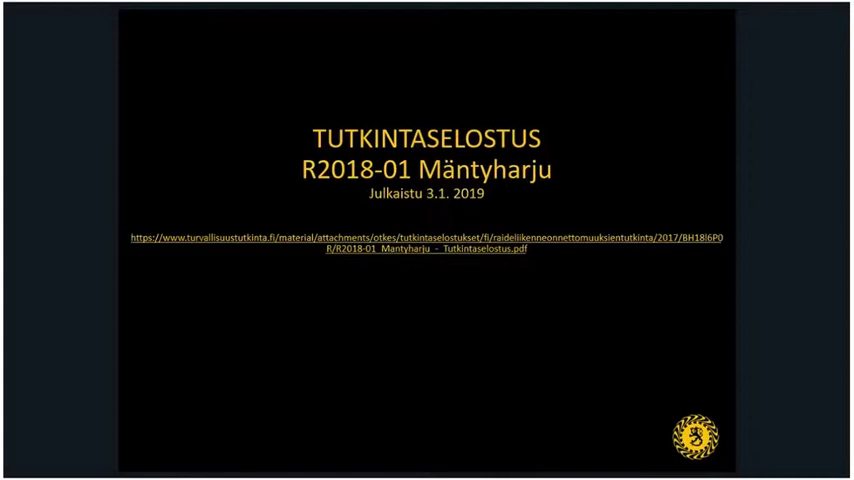 TUTKINTASELOSTUS
R2018-01 Mäntyharju
Julkaistu 3.1. 2019
https://www.turvallisuustutkinta.fi/material/attachments/otkes/tutkintaselostukset/fi/raideliikenneonnettomuuksientutkinta/2017/BH18l6P0
R/R2018-01_Mantyharju_-_Tutkintaselostus.pdf